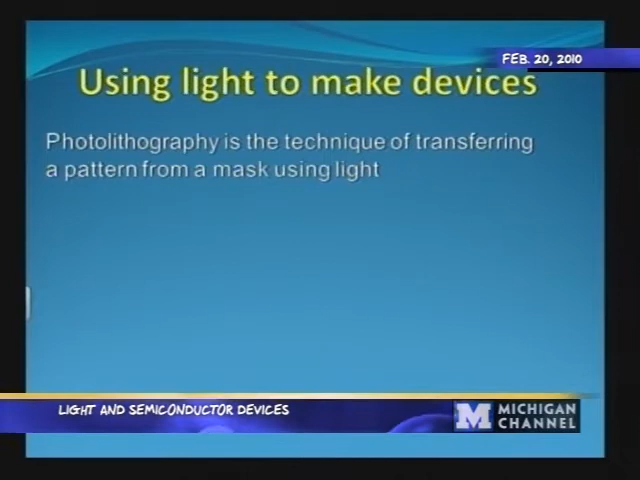 FEB. 20, 2010
Using light to make devices
Photolithography is the technique of transferring
a pattern from a mask using light
LIGHT AND SEMICONDUCTOR DEVICES
M MICHIGAN
CHANNEL